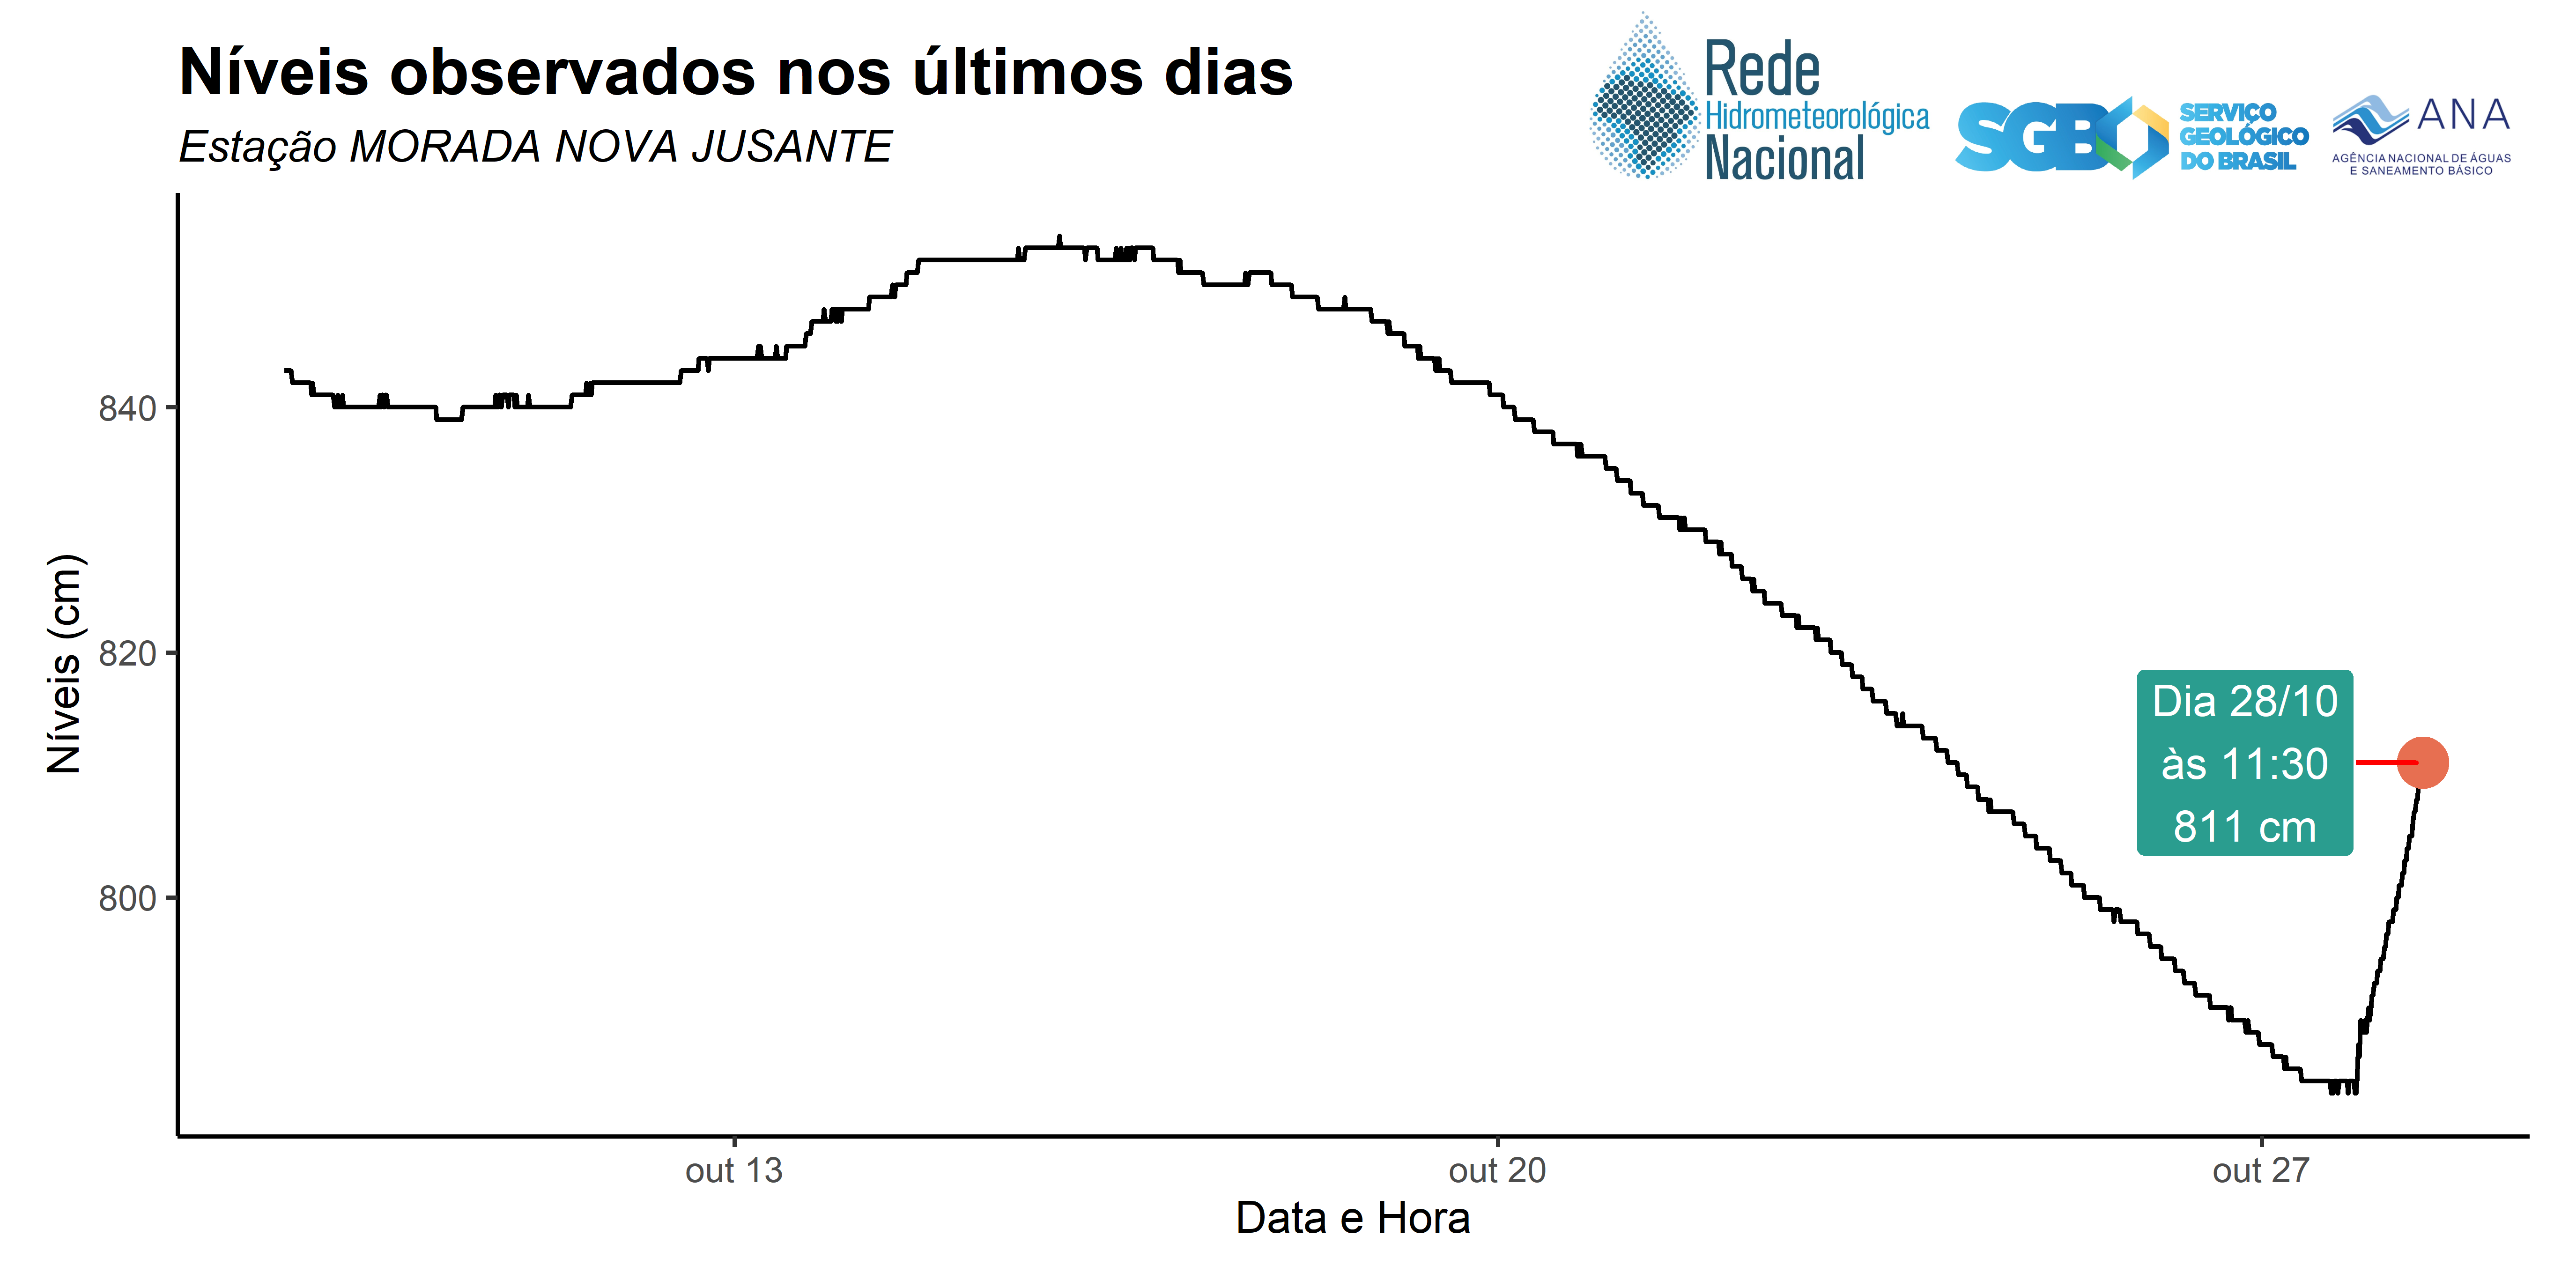 Níveis observados nos últimos dias
Estação MORADA NOVA JUSANTE
Rede
Hidrometeorológica
Nacional
SGB
SERVIÇO
GEOLÓGICO
DO BRASIL
ANA
AGÊNCIA NACIONAL DE ÁGUAS
E SANEAMENTO BÁSICO
Níveis (cm)
840
820
800
Dia 28/10
às 11:30
811 cm
out 13
out 20
out 27
Data e Hora